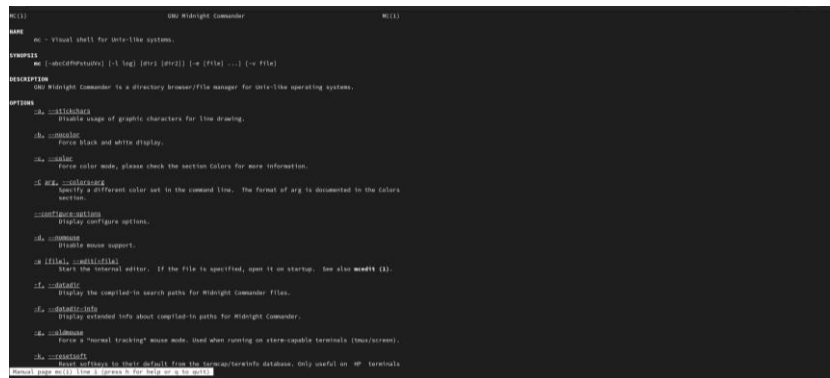 MC(1) GNU Midnight Commander MC(1)
NAME
mc - Visual shell for Unix-like systems.
SYNOPSIS
mc [-abcCdfhPstuUVx] [-l log] [dir1 [dir2]] [-e [file] ...] [-v file]
DESCRIPTION
GNU Midnight Commander is a directory browser/file manager for Unix-like operating systems.
OPTIONS
-a, --stickchars
Disable usage of graphic characters for line drawing.
-b, --nocolor
Force black and white display.
-c, --color
Force color mode, please check the section Colors for more information.
-C arg, --colors=arg
Specify a different color set in the command line. The format of arg is documented in the Colors
section.
--configure-options
Display configure options.
-d, --nomouse
Disable mouse support.
-e [file], --edit[=file]
Start the internal editor. If the file is specified, open it on startup. See also mcedit (1).
-f, --datadir
Display the compiled-in search paths for Midnight Commander files.
-F, --datadir-info
Display extended info about compiled-in paths for Midnight Commander.
-g, --oldmouse
Force a "normal tracking" mouse mode. Used when running on xterm-capable terminals (tmux/screen).
-k, --resetsoft
Reset softkeys to their default from the termcap/terminfo database. Only useful on HP terminals
Manual page mc(1) line 1 (press h for help or q to quit)